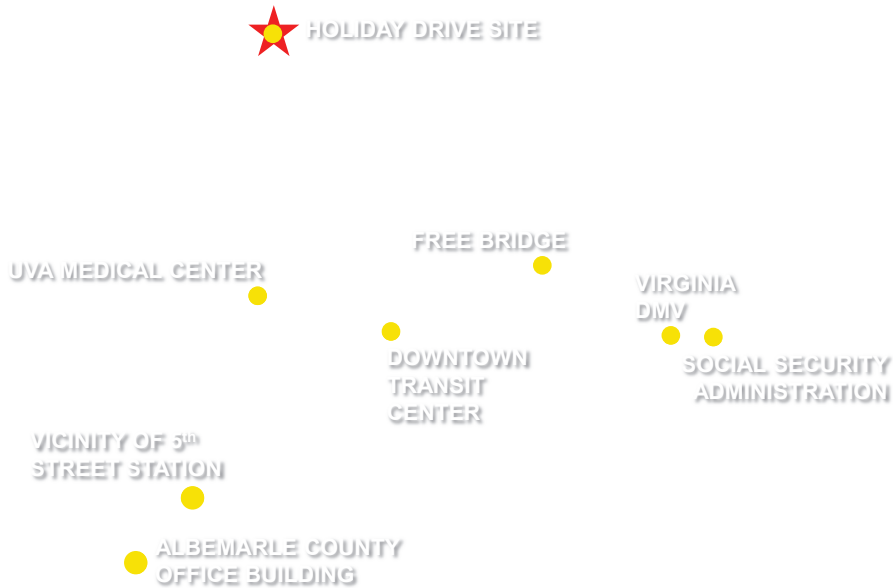 HOLIDAY DRIVE SITE
FREE BRIDGE
UVA MEDICAL CENTER
VIRGINIA
DMV
DOWNTOWN
TRANSIT
CENTER
SOCIAL SECURITY
ADMINISTRATION
VICINITY OF 5th
STREET STATION
ALBEMARLE COUNTY
OFFICE BUILDING